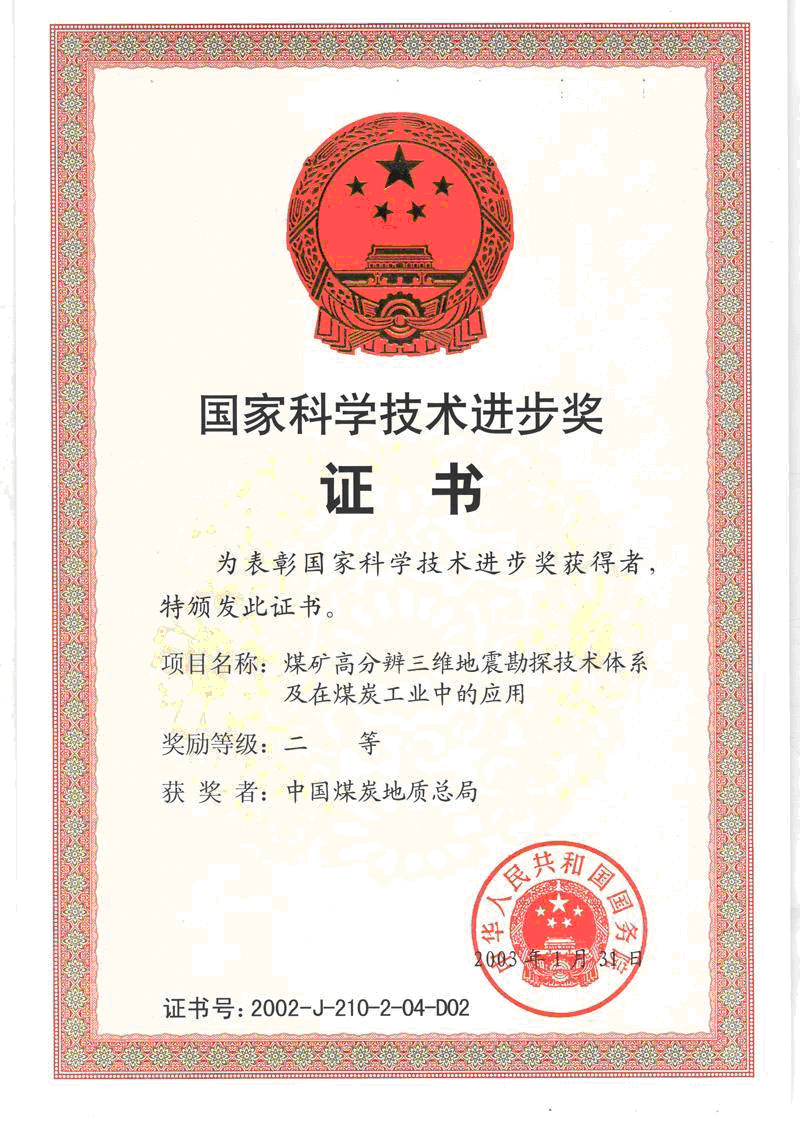 国家科学技术进步奖
证 书
为表彰国家科学技术进步奖获得者，
特颁发此证书。
项目名称：煤矿高分辨三维地震勘探技术体系
及在煤炭工业中的应用
奖励等级：二 等
获 奖 者：中国煤炭地质总局
中华人民共和国国务院
2003年1月31日
证书号：2002-J-210-2-04-D02